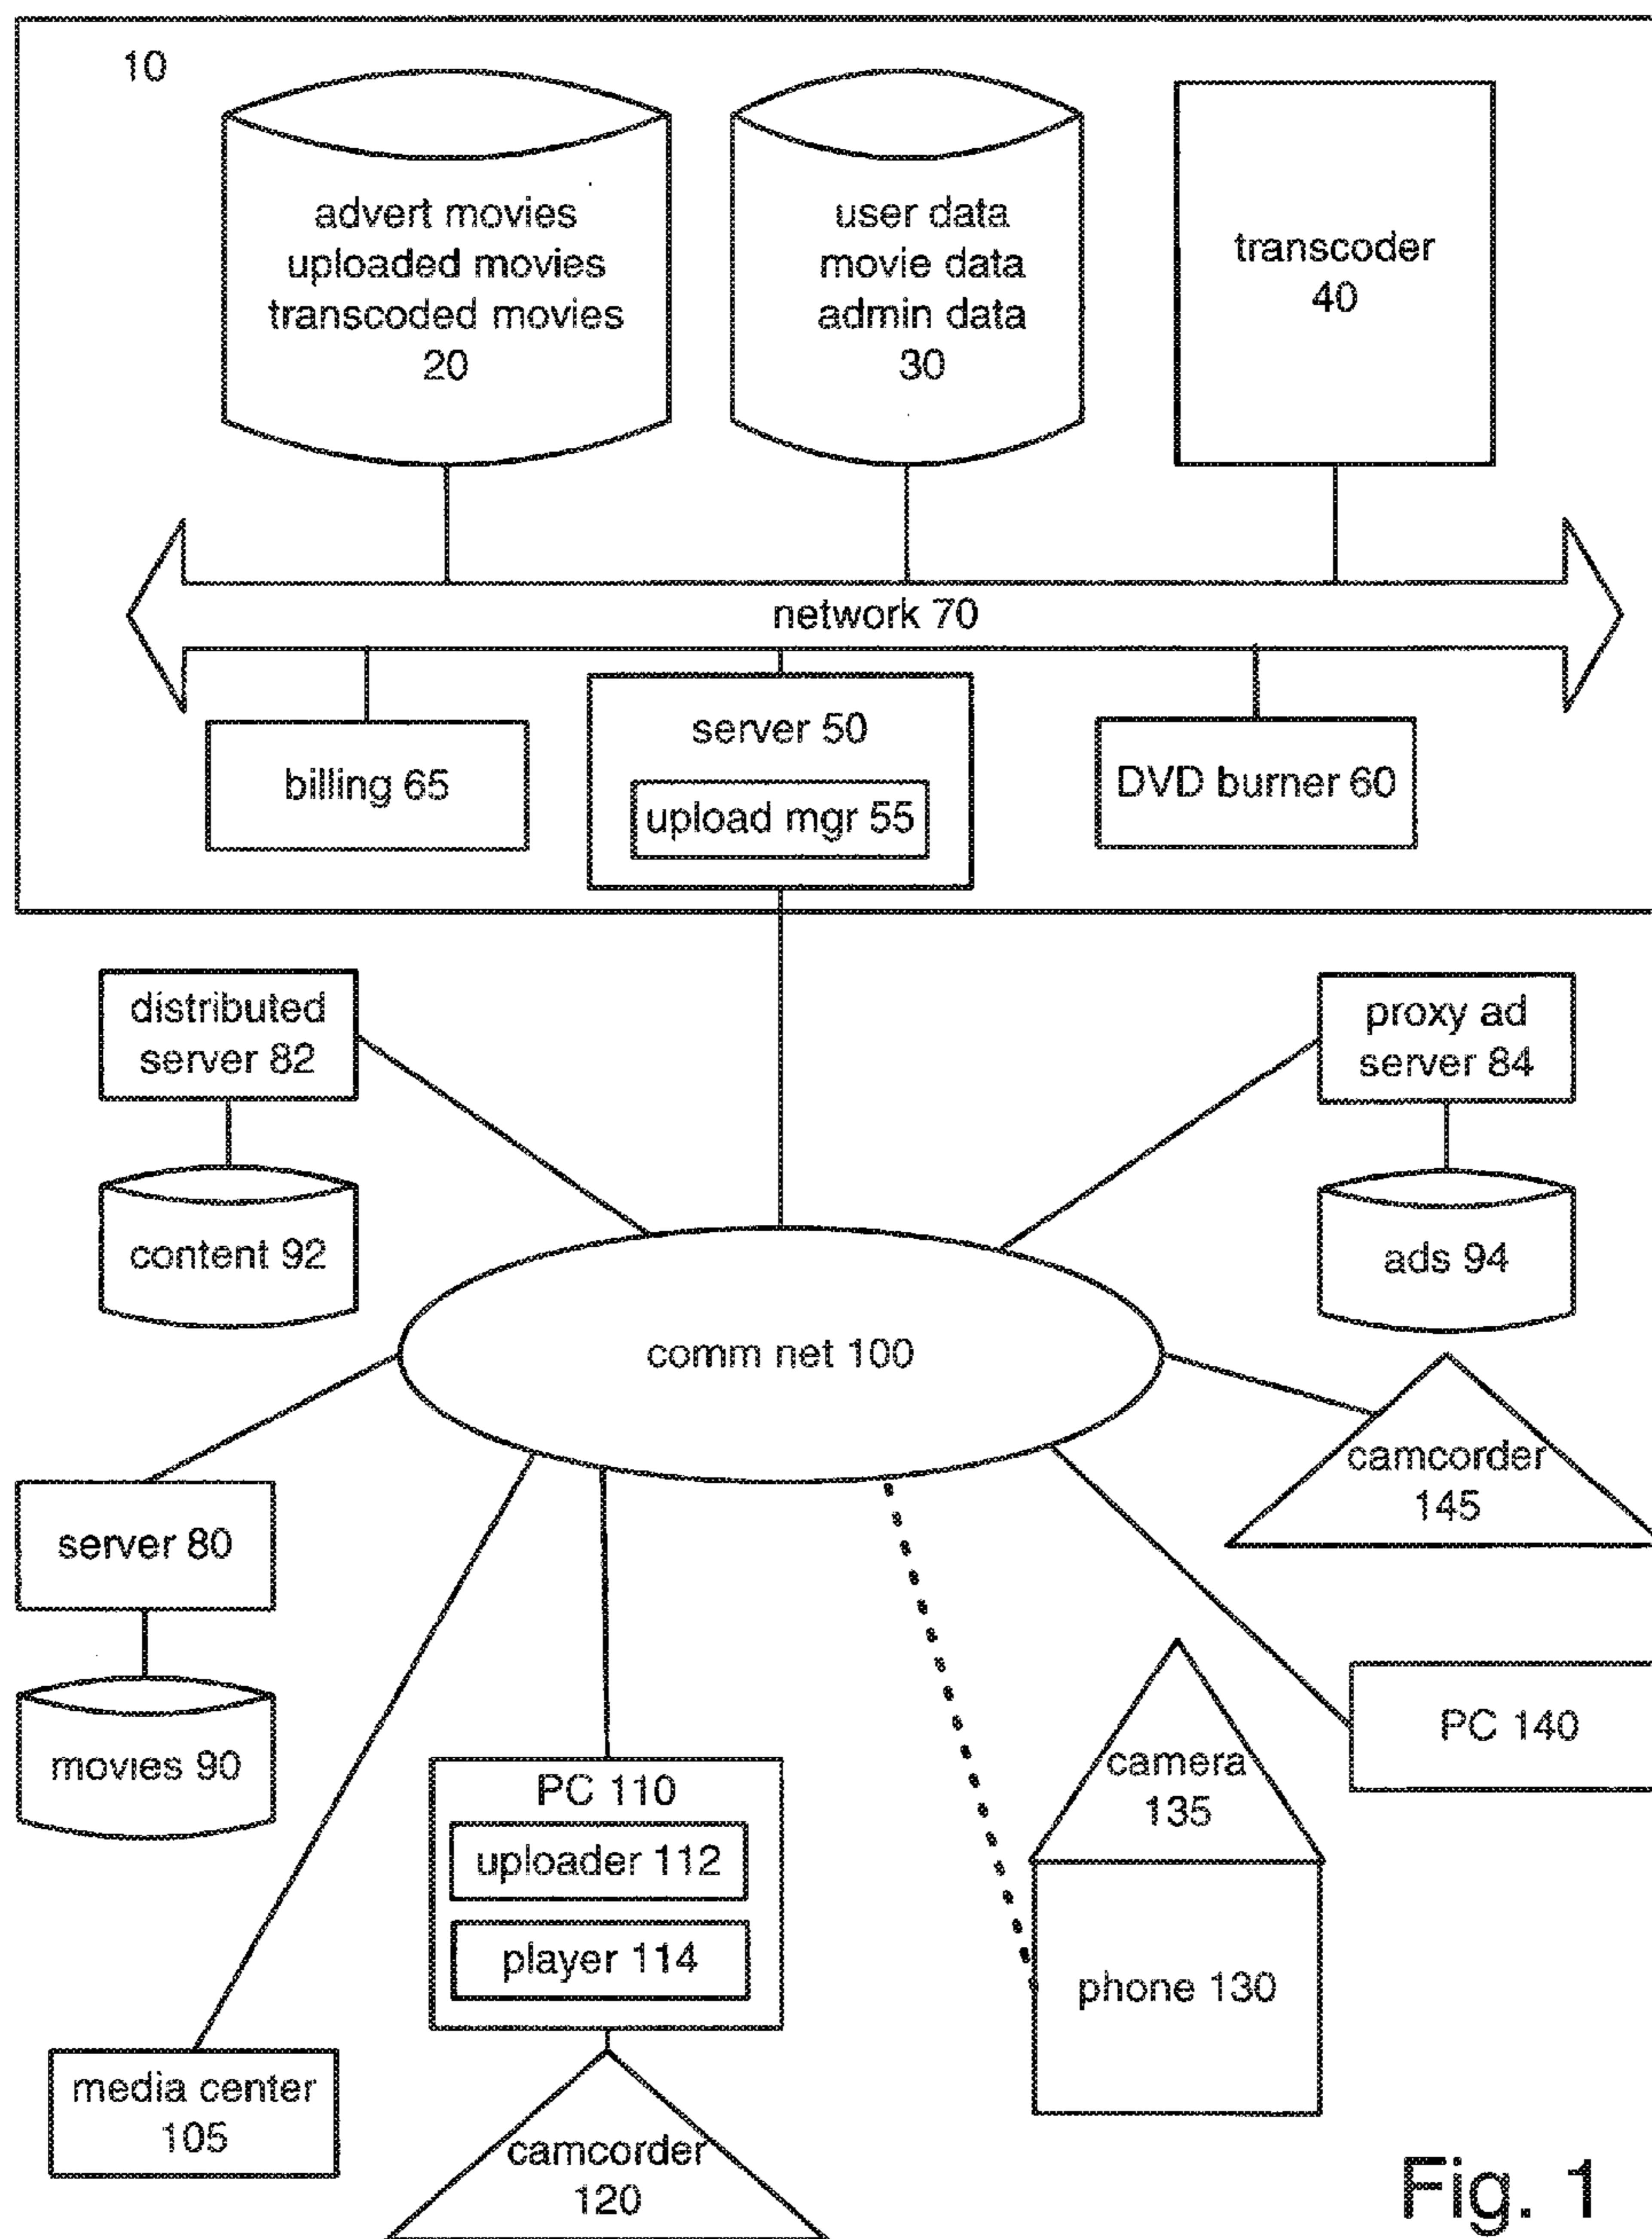 10
advert movies
uploaded movies
transcoded movies
20
user data
movie data
admin data
30
transcoder
40
network 70
billing 65
server 50
upload mgr 55
DVD burner 60
distributed
server 82
content 92
proxy ad
server 84
ads 94
comm net 100
camcorder
145
server 80
movies 90
PC 140
camera
135
phone 130
PC 110
uploader 112
player 114
media center
105
camcorder
120
Fig. 1